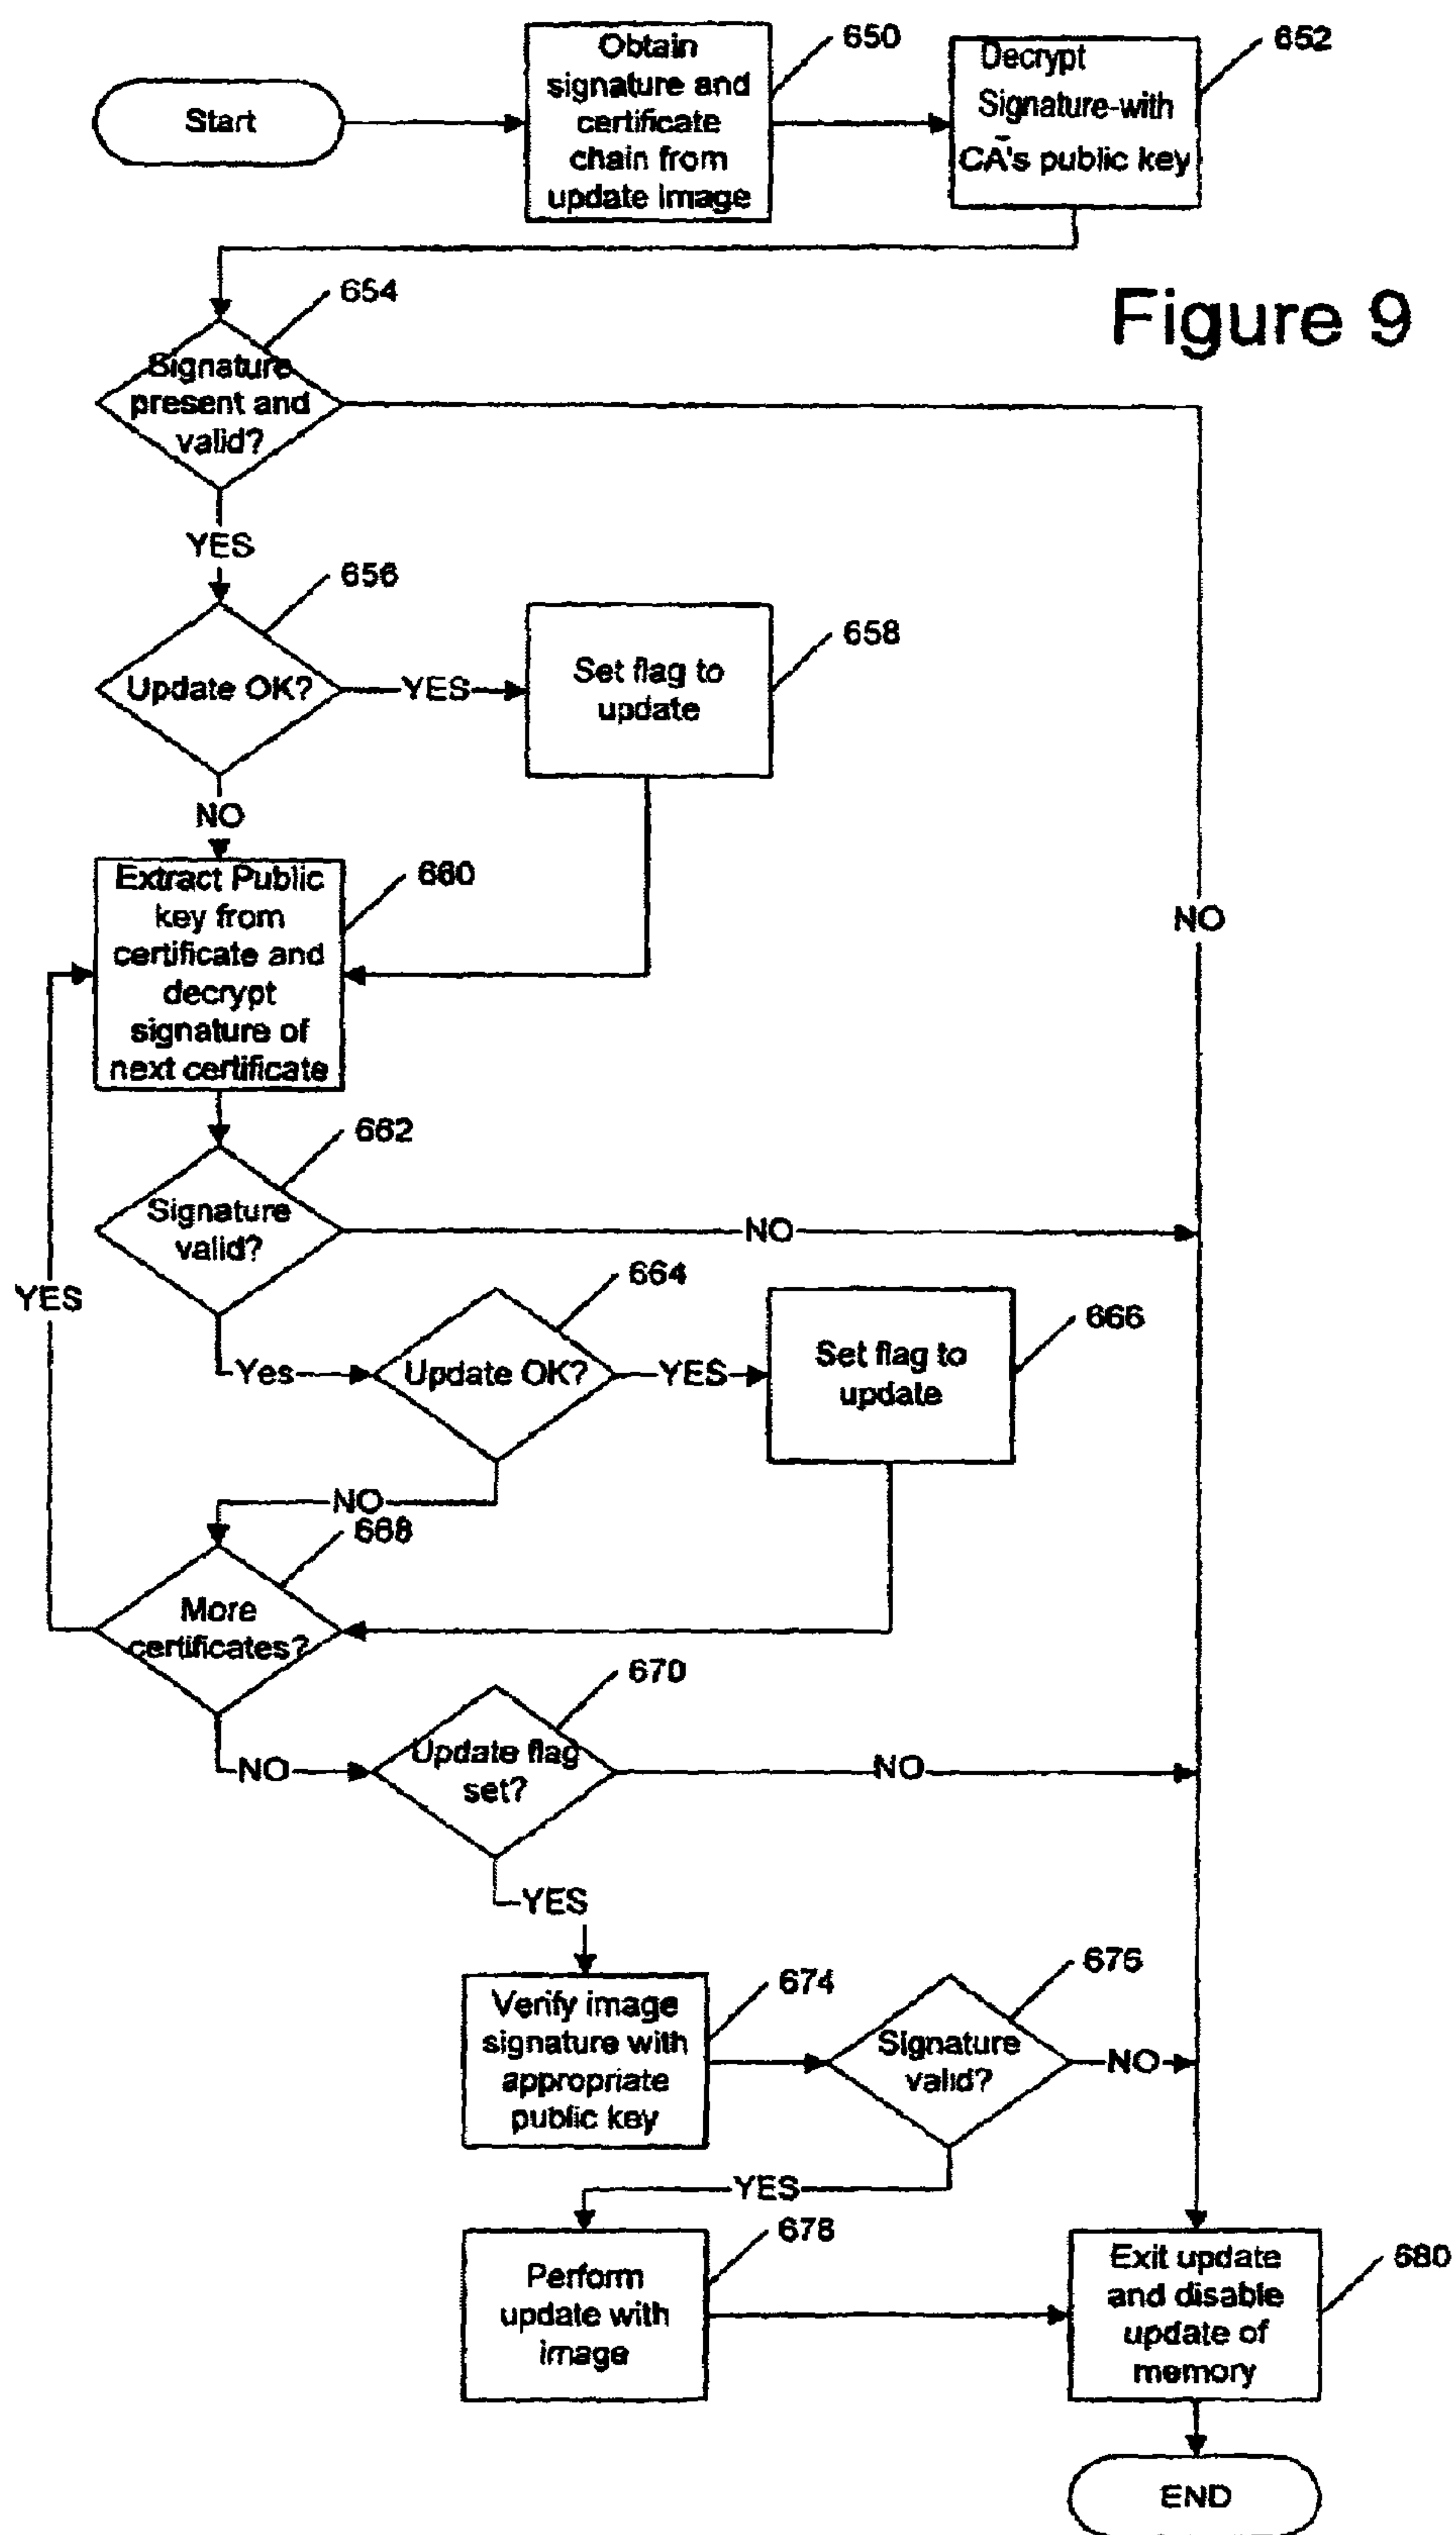 Start
Obtain
signature and
certificate
chain from
update image
650
Decrypt
Signature-with
CA's public key
652
Figure 9
654
Signature
present and
valid?
YES
656
Update OK?
YES
Set flag to
update
658
NO
Extract Public
key from
certificate and
decrypt
signature of
next certificate
660
NO
662
Signature
valid?
NO
YES
Yes
664
Update OK?
YES
Set flag to
update
666
NO
668
More
certificates?
670
NO
Update flag
set?
NO
YES
Verify image
signature with
appropriate
public key
674
Signature
valid?
676
NO
YES
678
Perform
update with
image
Exit update
and disable
update of
memory
680
END